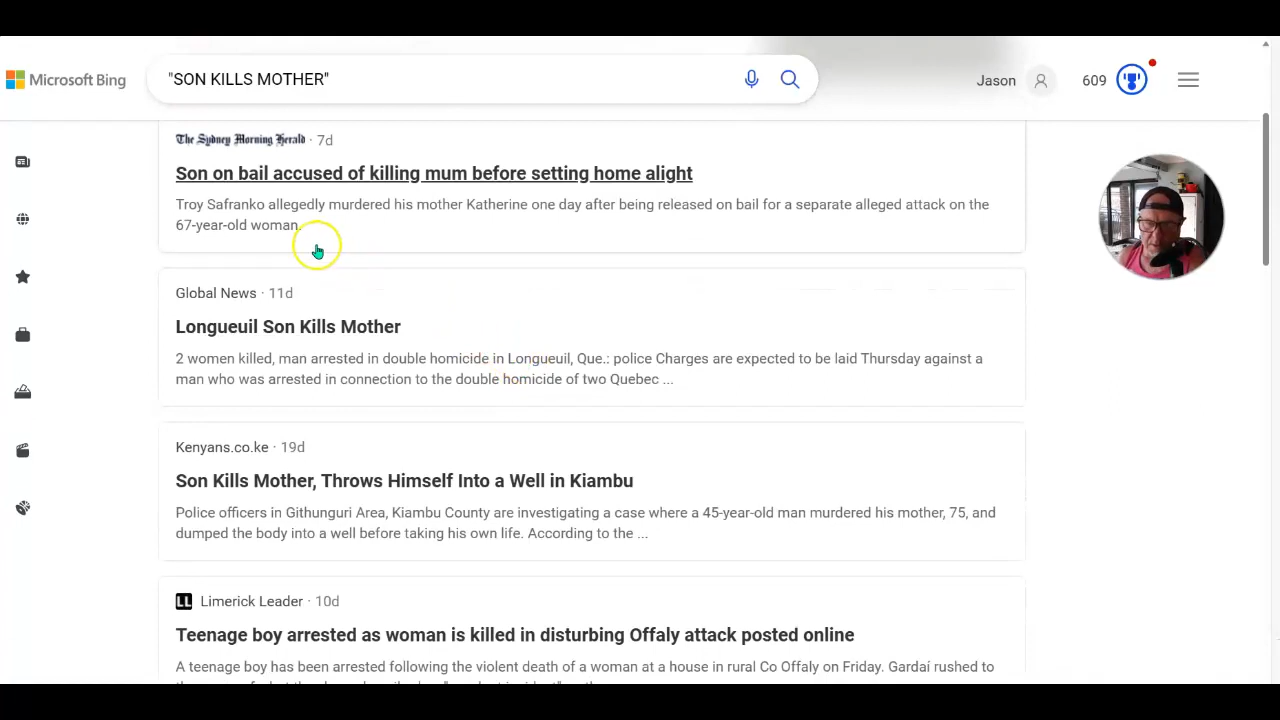 Microsoft Bing
"SON KILLS MOTHER"
Jason
609
The Sydney Morning Herald · 7d
Son on bail accused of killing mum before setting home alight
Troy Safranko allegedly murdered his mother Katherine one day after being released on bail for a separate alleged attack on the
67-year-old woman.
Global News · 11d
Longueuil Son Kills Mother
2 women killed, man arrested in double homicide in Longueuil, Que.: police Charges are expected to be laid Thursday against a
man who was arrested in connection to the double homicide of two Quebec ...
Kenyans.co.ke · 19d
Son Kills Mother, Throws Himself Into a Well in Kiambu
Police officers in Githunguri Area, Kiambu County are investigating a case where a 45-year-old man murdered his mother, 75, and
dumped the body into a well before taking his own life. According to the ...
LL Limerick Leader · 10d
Teenage boy arrested as woman is killed in disturbing Offaly attack posted online
A teenage boy has been arrested following the violent death of a woman at a house in rural Co Offaly on Friday. Gardaí rushed to